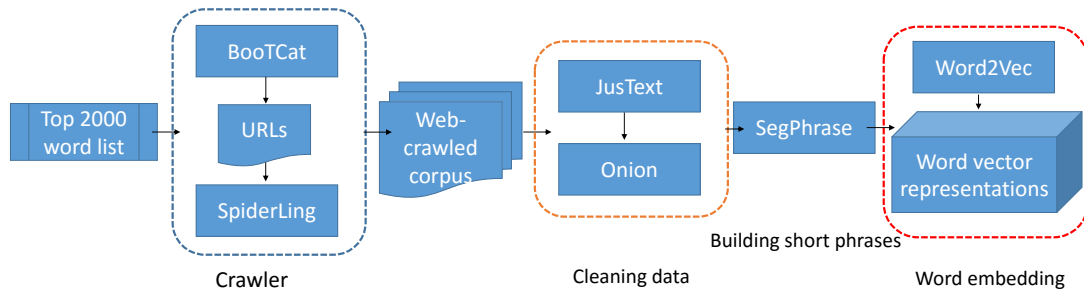 Top 2000
word list
BooTCat
URLs
SpiderLing
Crawler
Web-
crawled
corpus
JusText
Onion
Cleaning data
SegPhrase
Building short phrases
Word2Vec
Word vector
representations
Word embedding